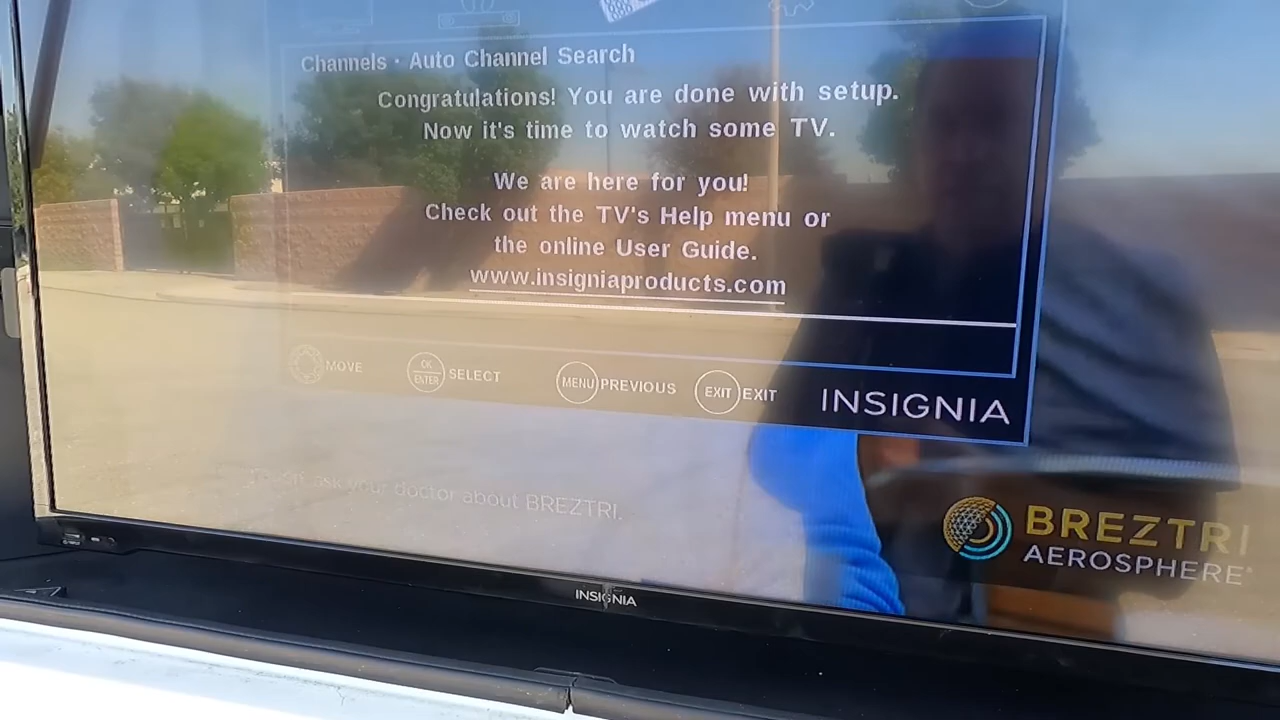 Channels · Auto Channel Search
Congratulations! You are done with setup.
Now it's time to watch some TV.
We are here for you!
Check out the TV's Help menu or
the online User Guide.
www.insigniaproducts.com
MOVE
OK
ENTER
SELECT
MENU
PREVIOUS
EXIT
EXIT
INSIGNIA
ask your doctor about BREZTRI.
BREZTRI
AEROSPHERE
INSIGNIA